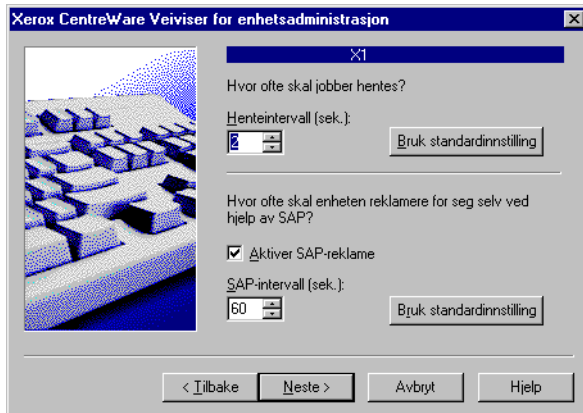 Xerox CentreWare Veiviser for enhetsadministrasjon
X1
Hvor ofte skal jobber hentes?
Henteintervall (sek.):
2
Bruk standardinnstilling
Hvor ofte skal enheten reklamere for seg selv ved
hjelp av SAP?
Aktiver SAP-reklame
SAP-intervall (sek.):
60
Bruk standardinnstilling
< Tilbake
Neste >
Avbryt
Hjelp